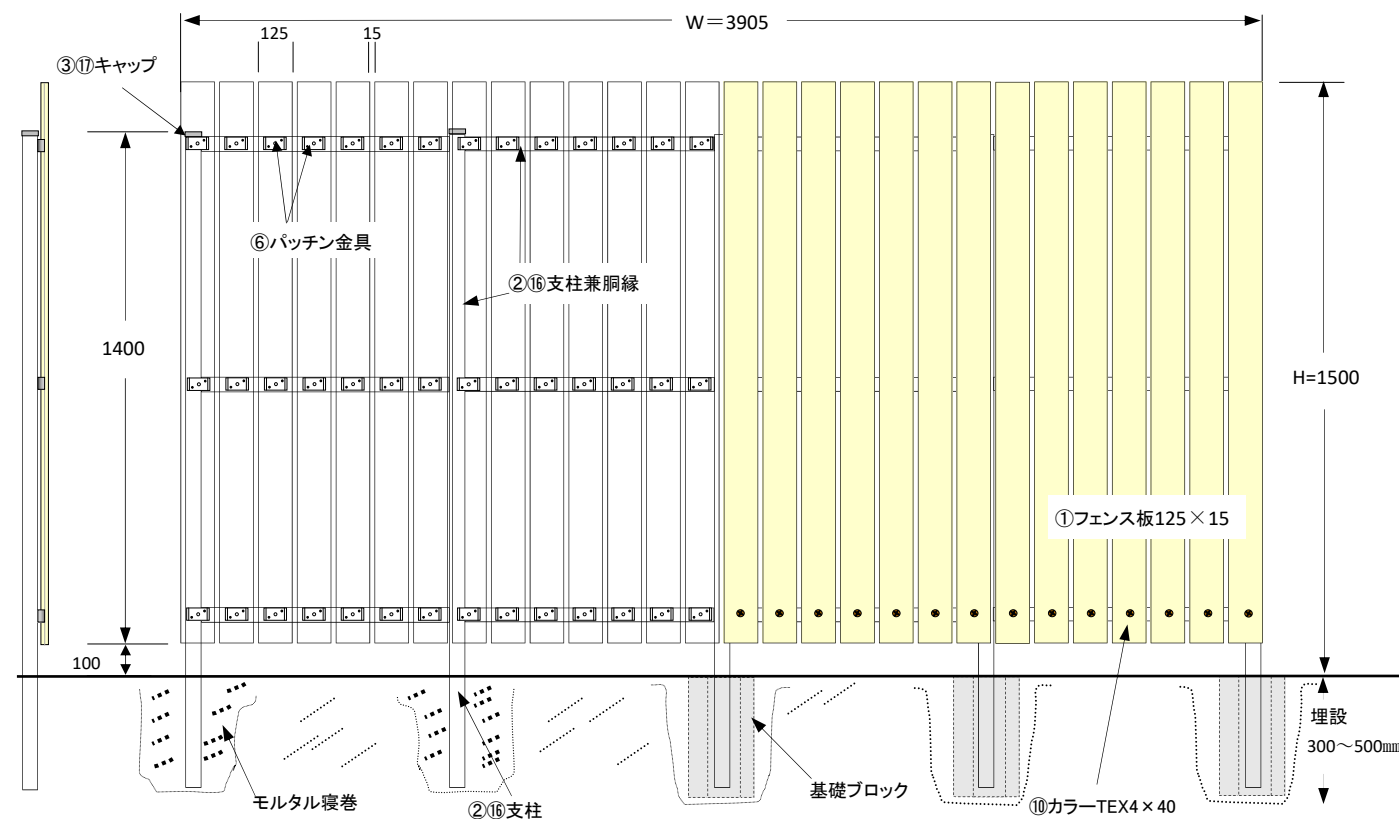 W＝3905
125
15
③⑰キャップ
⑥パッチン金具
②⑯支柱兼胴縁
1400
H=1500
①フェンス板125×15
100
埋設
300～500㎜
モルタル寝巻
②⑯支柱
基礎ブロック
⑩カラーTEX4×40